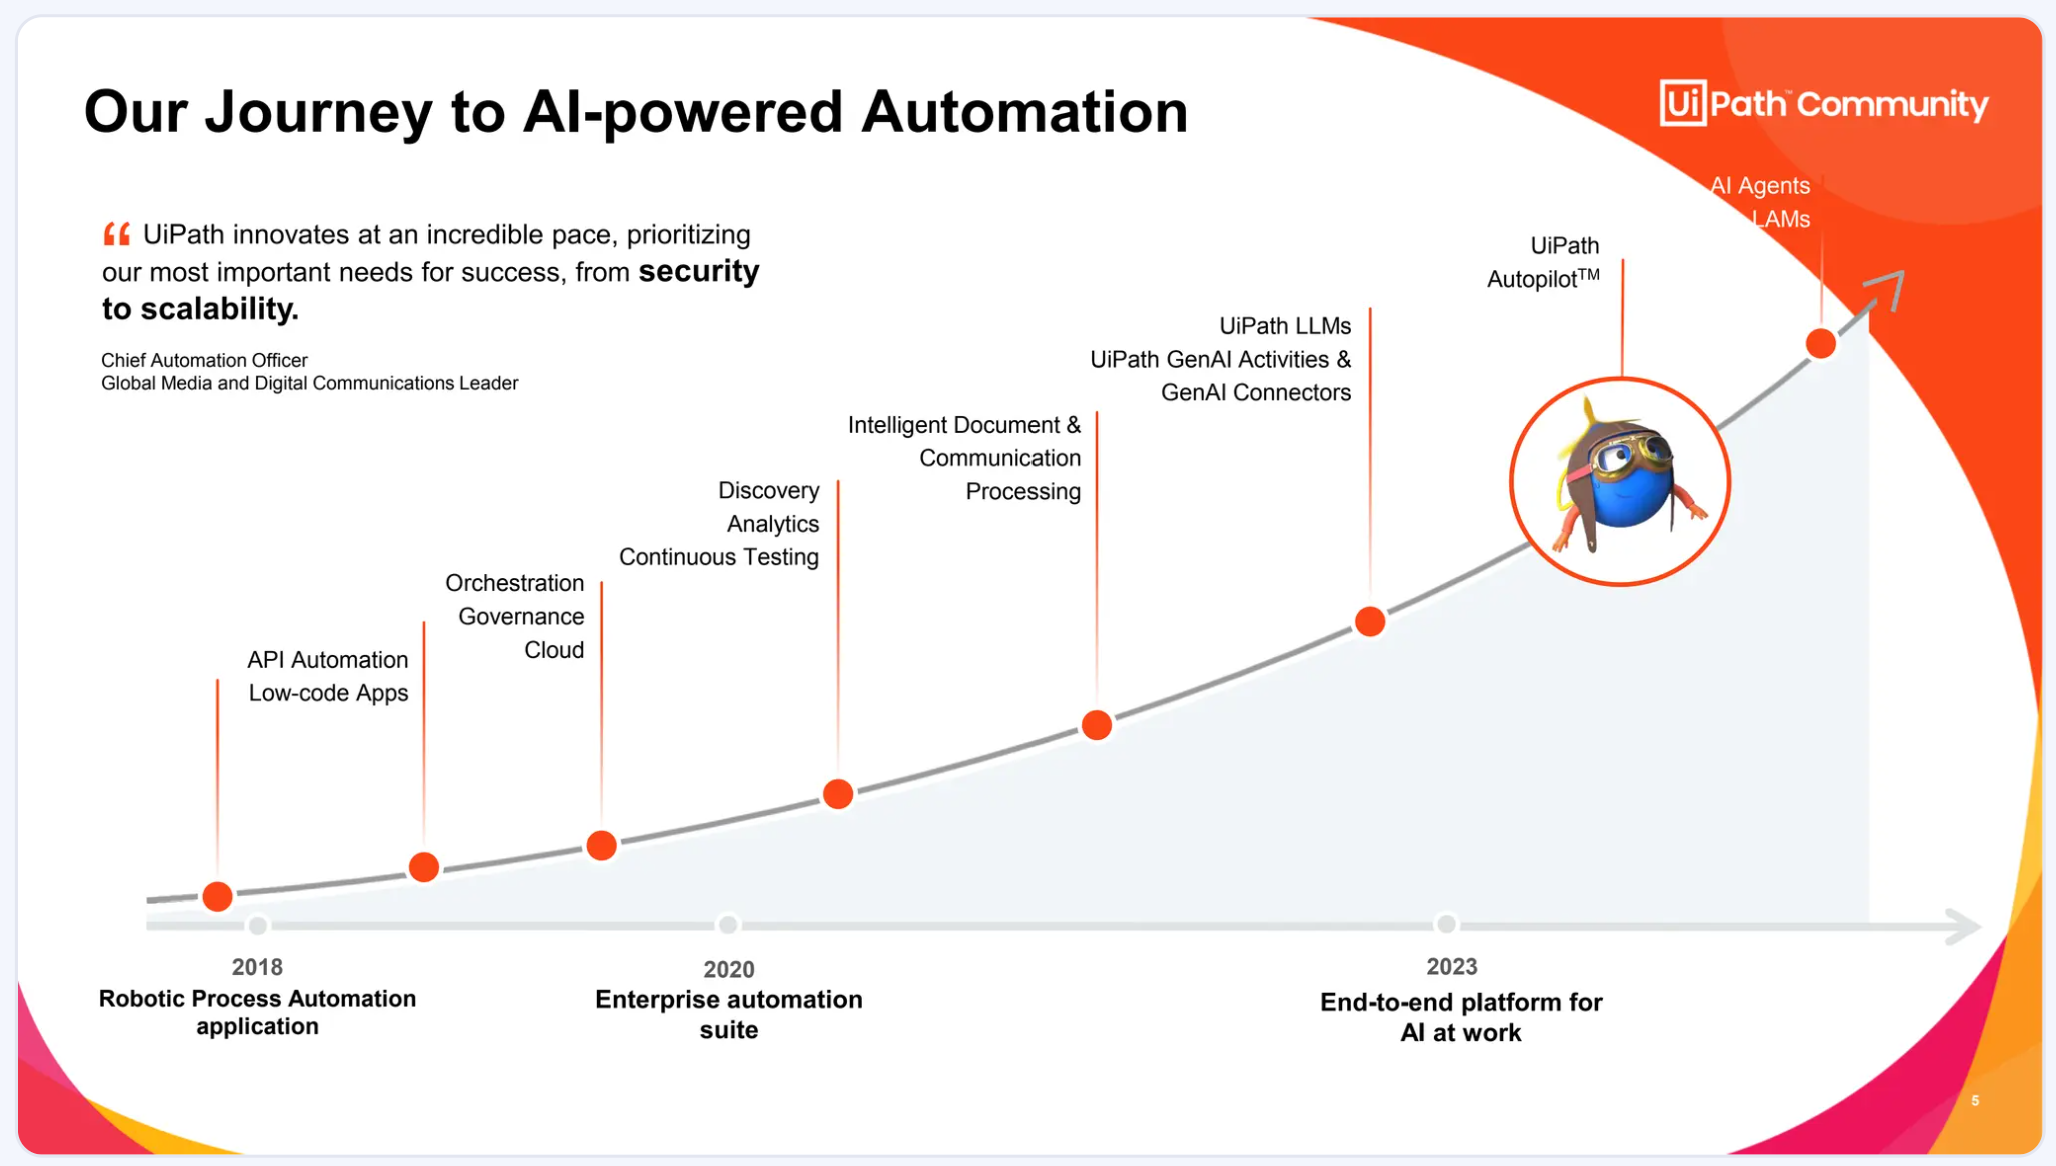 Our Journey to AI-powered Automation
UiPath™ Community
“ UiPath innovates at an incredible pace, prioritizing
our most important needs for success, from security
to scalability.
Chief Automation Officer
Global Media and Digital Communications Leader
API Automation
Low-code Apps
Orchestration
Governance
Cloud
Discovery
Analytics
Continuous Testing
Intelligent Document &
Communication
Processing
UiPath LLMs
UiPath GenAI Activities &
GenAI Connectors
UiPath
Autopilot™
AI Agents
LAMs
2018
Robotic Process Automation
application
2020
Enterprise automation
suite
2023
End-to-end platform for
AI at work
5